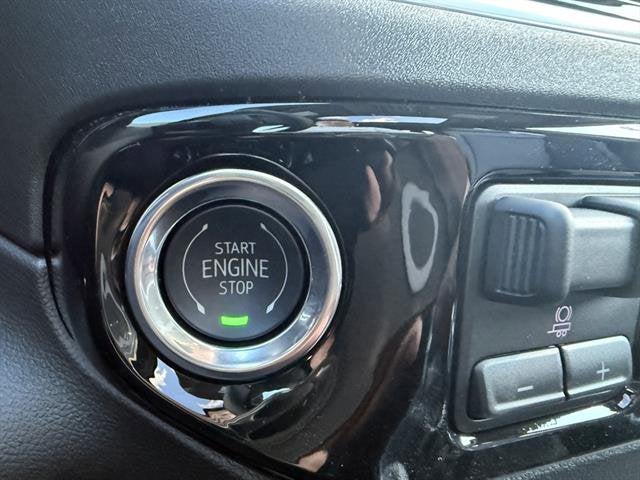 START
ENGINE
STOP
− +